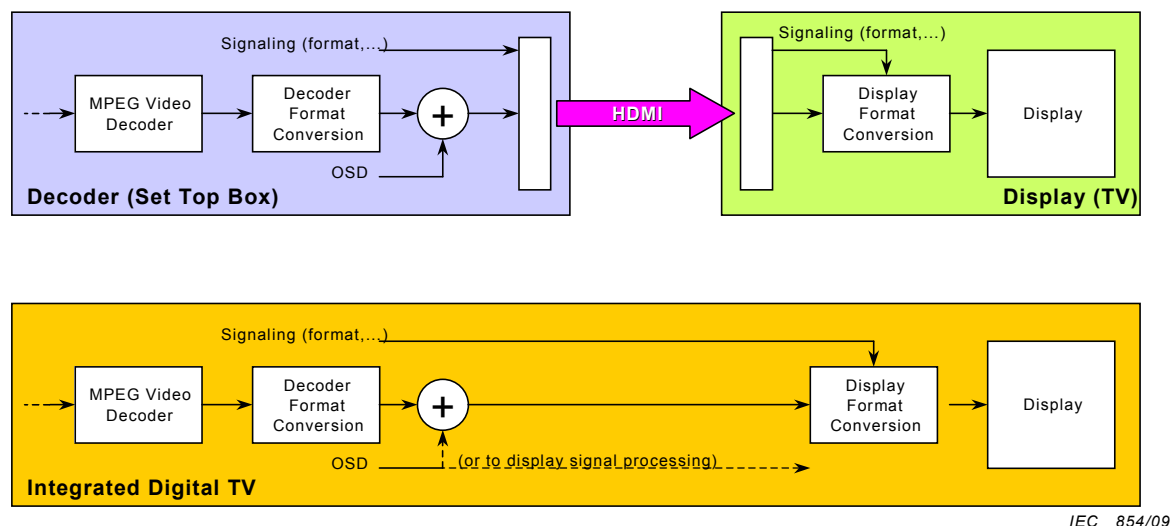 Signaling (format,...)
MPEG Video
Decoder
Decoder
Format
Conversion
+
OSD
Decoder (Set Top Box)
HDMI
Signaling (format,...)
Display
Format
Conversion
Display
Display (TV)
Signaling (format,...)
MPEG Video
Decoder
Decoder
Format
Conversion
+
OSD
(or to display signal processing)
Display
Format
Conversion
Display
Integrated Digital TV
IEC 854/09